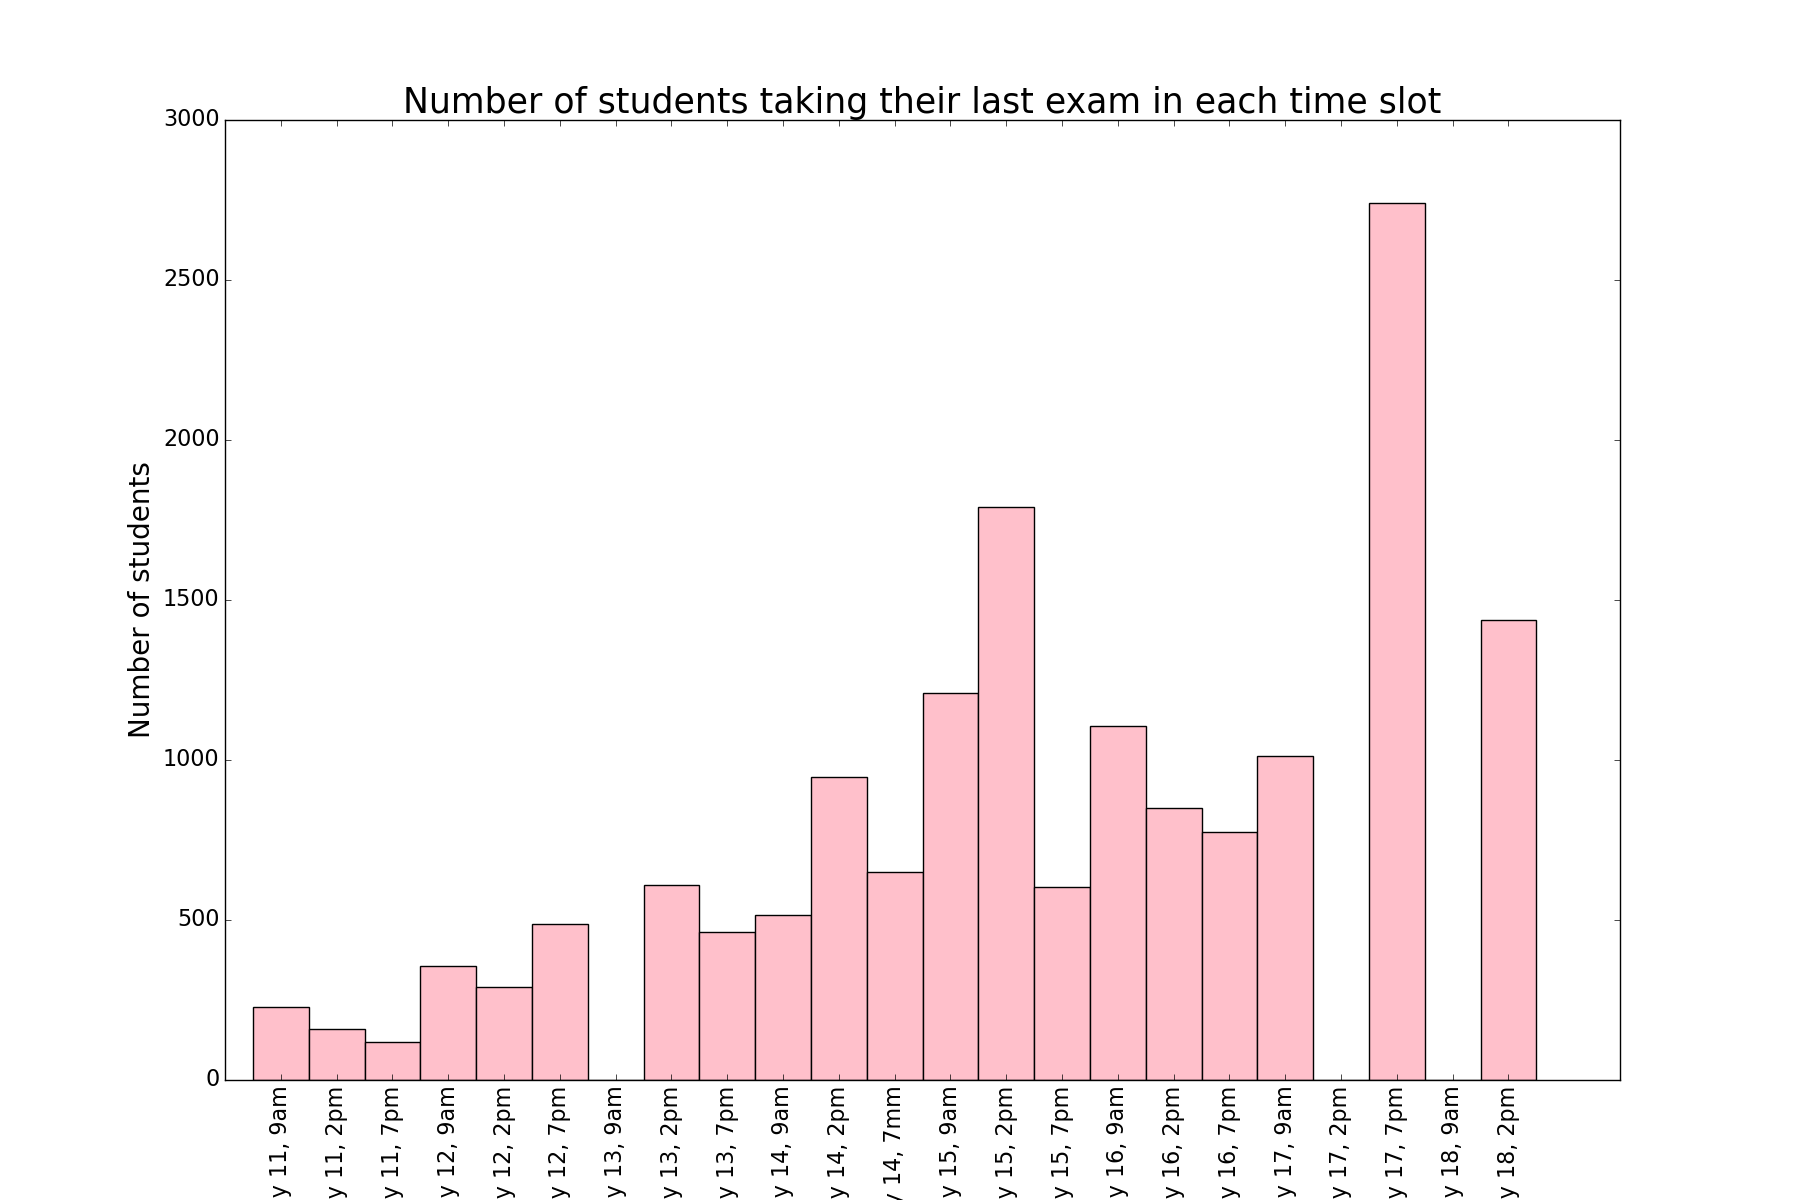 Number of students taking their last exam in each time slot
Number of students
3000
2500
2000
1500
1000
500
0
y 11, 9am
y 11, 2pm
y 11, 7pm
y 12, 9am
y 12, 2pm
y 12, 7pm
y 13, 9am
y 13, 2pm
y 13, 7pm
y 14, 9am
y 14, 2pm
y 14, 7mm
y 15, 9am
y 15, 2pm
y 15, 7pm
y 16, 9am
y 16, 2pm
y 16, 7pm
y 17, 9am
y 17, 2pm
y 17, 7pm
y 18, 9am
y 18, 2pm